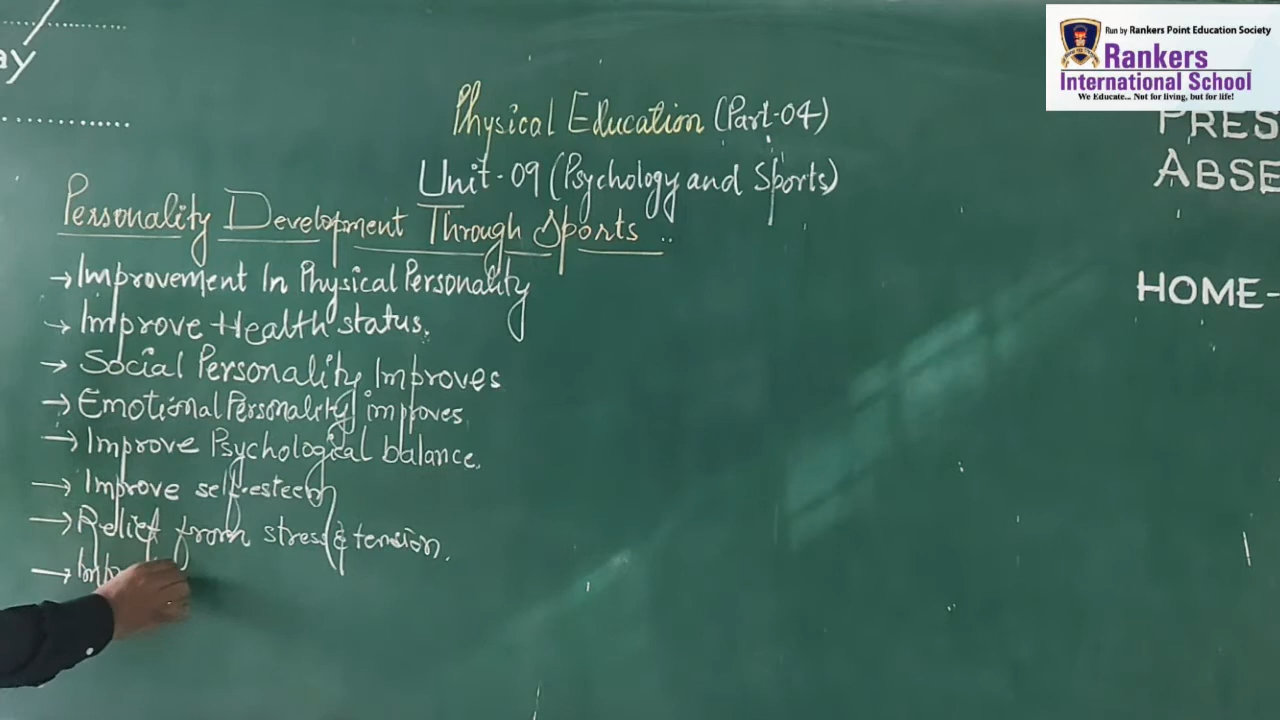 Run by Rankers Point Education Society
Rankers
International School
We Educate... Not for living, but for life!
ay
PRES
ABSE
HOME-
Physical Education (Part-04)
Unit-09 (Psychology and Sports)
Personality Development Through Sports..
→ Improvement In Physical Personality
→ Improve Health status.
→ Social Personality Improves
→ Emotional Personality improves
→ Improve Psychological balance.
→ Improve self-esteem
→ Relief from stress & tension.
→ Imp